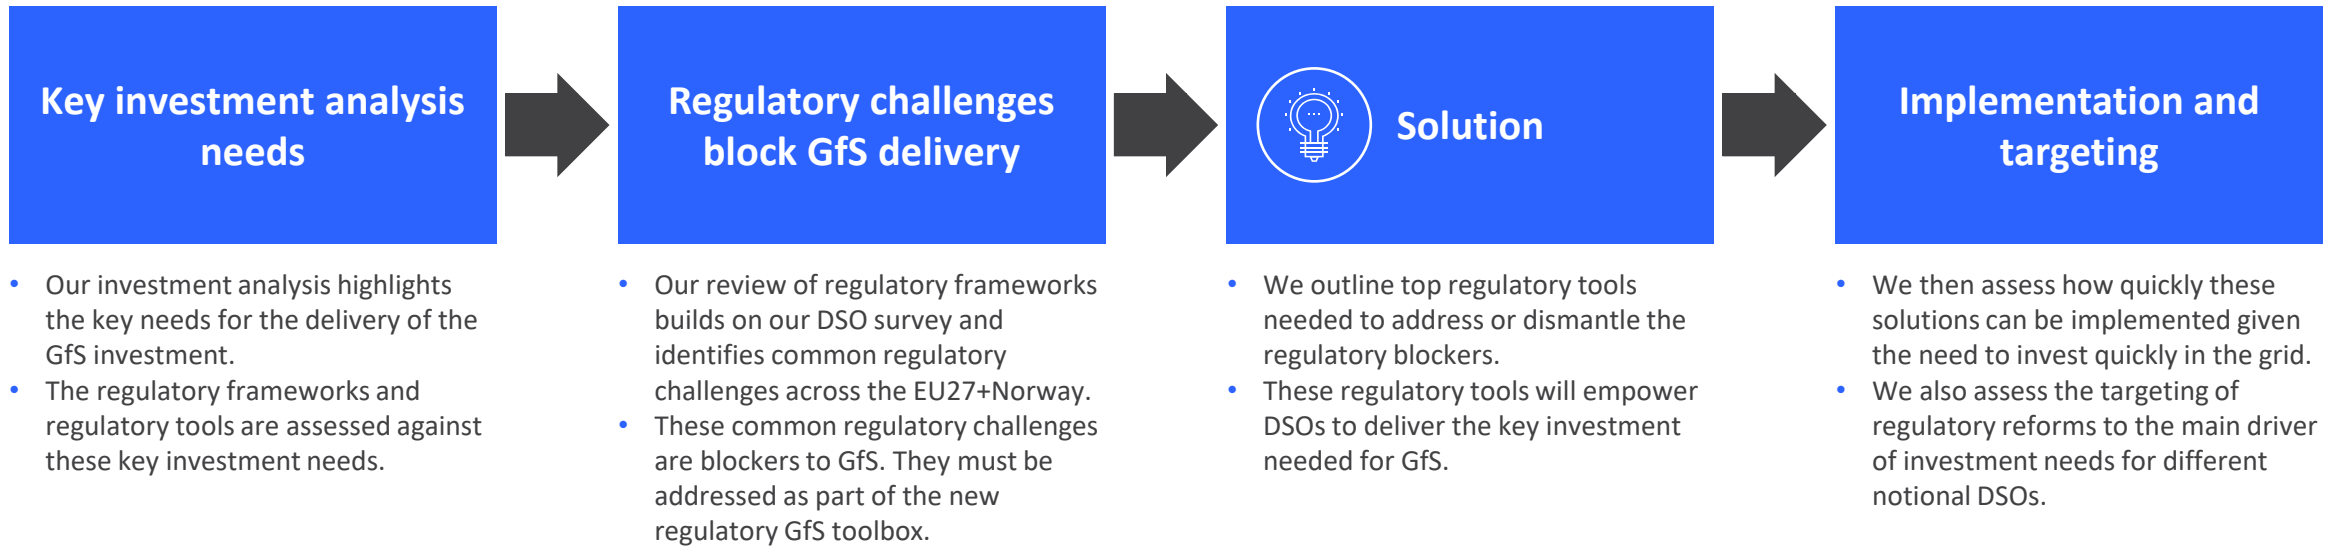 Key investment analysis
needs
Regulatory challenges
block GfS delivery
Solution
Implementation and
targeting
• Our investment analysis highlights
the key needs for the delivery of the
GfS investment.
• The regulatory frameworks and
regulatory tools are assessed against
these key investment needs.
• Our review of regulatory frameworks
builds on our DSO survey and
identifies common regulatory
challenges across the EU27+Norway.
• These common regulatory challenges
are blockers to GfS. They must be
addressed as part of the new
regulatory GfS toolbox.
• We outline top regulatory tools
needed to address or dismantle the
regulatory blockers.
• These regulatory tools will empower
DSOs to deliver the key investment
needed for GfS.
• We then assess how quickly these
solutions can be implemented given
the need to invest quickly in the grid.
• We also assess the targeting of
regulatory reforms to the main driver
of investment needs for different
notional DSOs.